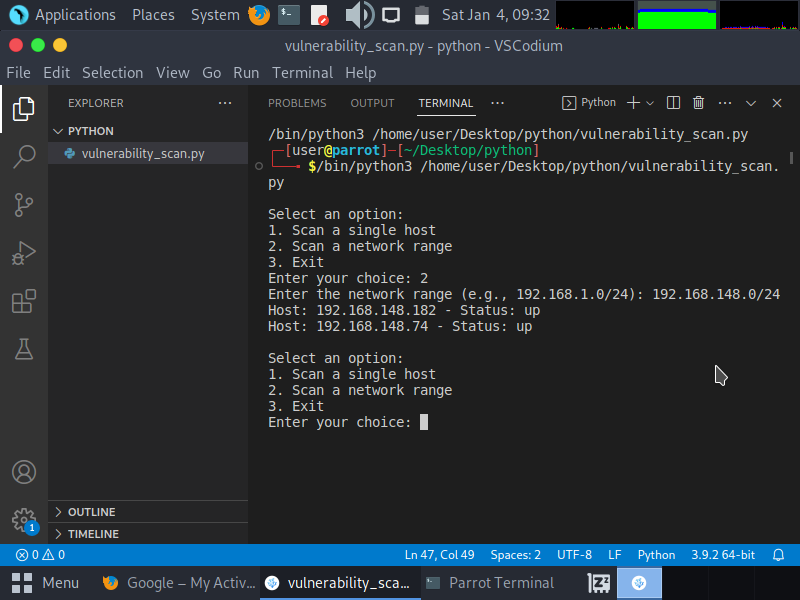 Applications Places System Sat Jan 4, 09:32
vulnerability_scan.py - python - VSCodium
File Edit Selection View Go Run Terminal Help
EXPLORER ···
PYTHON
vulnerability_scan.py
OUTLINE
TIMELINE
1
PROBLEMS OUTPUT TERMINAL ··· Python
/bin/python3 /home/user/Desktop/python/vulnerability_scan.py
┌─[user@parrot]─[~/Desktop/python]
└──╼ $/bin/python3 /home/user/Desktop/python/vulnerability_scan.
py
Select an option:
1. Scan a single host
2. Scan a network range
3. Exit
Enter your choice: 2
Enter the network range (e.g., 192.168.1.0/24): 192.168.148.0/24
Host: 192.168.148.182 - Status: up
Host: 192.168.148.74 - Status: up
Select an option:
1. Scan a single host
2. Scan a network range
3. Exit
Enter your choice:
0 0 Ln 47, Col 49 Spaces: 2 UTF-8 LF Python 3.9.2 64-bit
Menu Google – My Activ... vulnerability_sca... Parrot Terminal